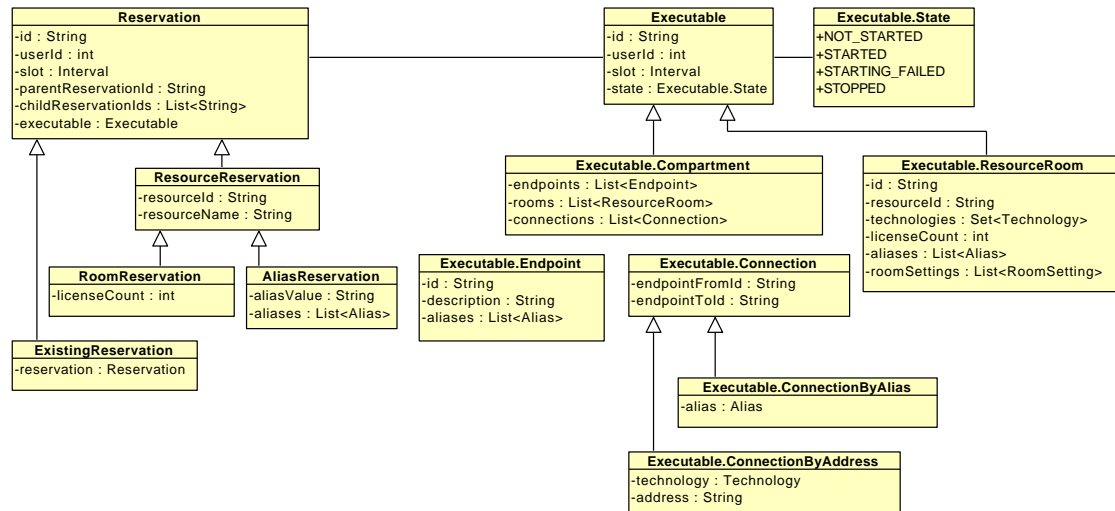 Reservation
-id : String
-userId : int
-slot : Interval
-parentReservationId : String
-childReservationIds : List<String>
-executable : Executable
Executable
-id : String
-userId : int
-slot : Interval
-state : Executable.State
Executable.State
+NOT_STARTED
+STARTED
+STARTING_FAILED
+STOPPED
ResourceReservation
-resourceId : String
-resourceName : String
Executable.Compartment
-endpoints : List<Endpoint>
-rooms : List<ResourceRoom>
-connections : List<Connection>
Executable.ResourceRoom
-id : String
-resourceId : String
-technologies : Set<Technology>
-licenseCount : int
-aliases : List<Alias>
-roomSettings : List<RoomSetting>
RoomReservation
-licenseCount : int
AliasReservation
-aliasValue : String
-aliases : List<Alias>
Executable.Endpoint
-id : String
-description : String
-aliases : List<Alias>
Executable.Connection
-endpointFromId : String
-endpointToId : String
ExistingReservation
-reservation : Reservation
Executable.ConnectionByAlias
-alias : Alias
Executable.ConnectionByAddress
-technology : Technology
-address : String